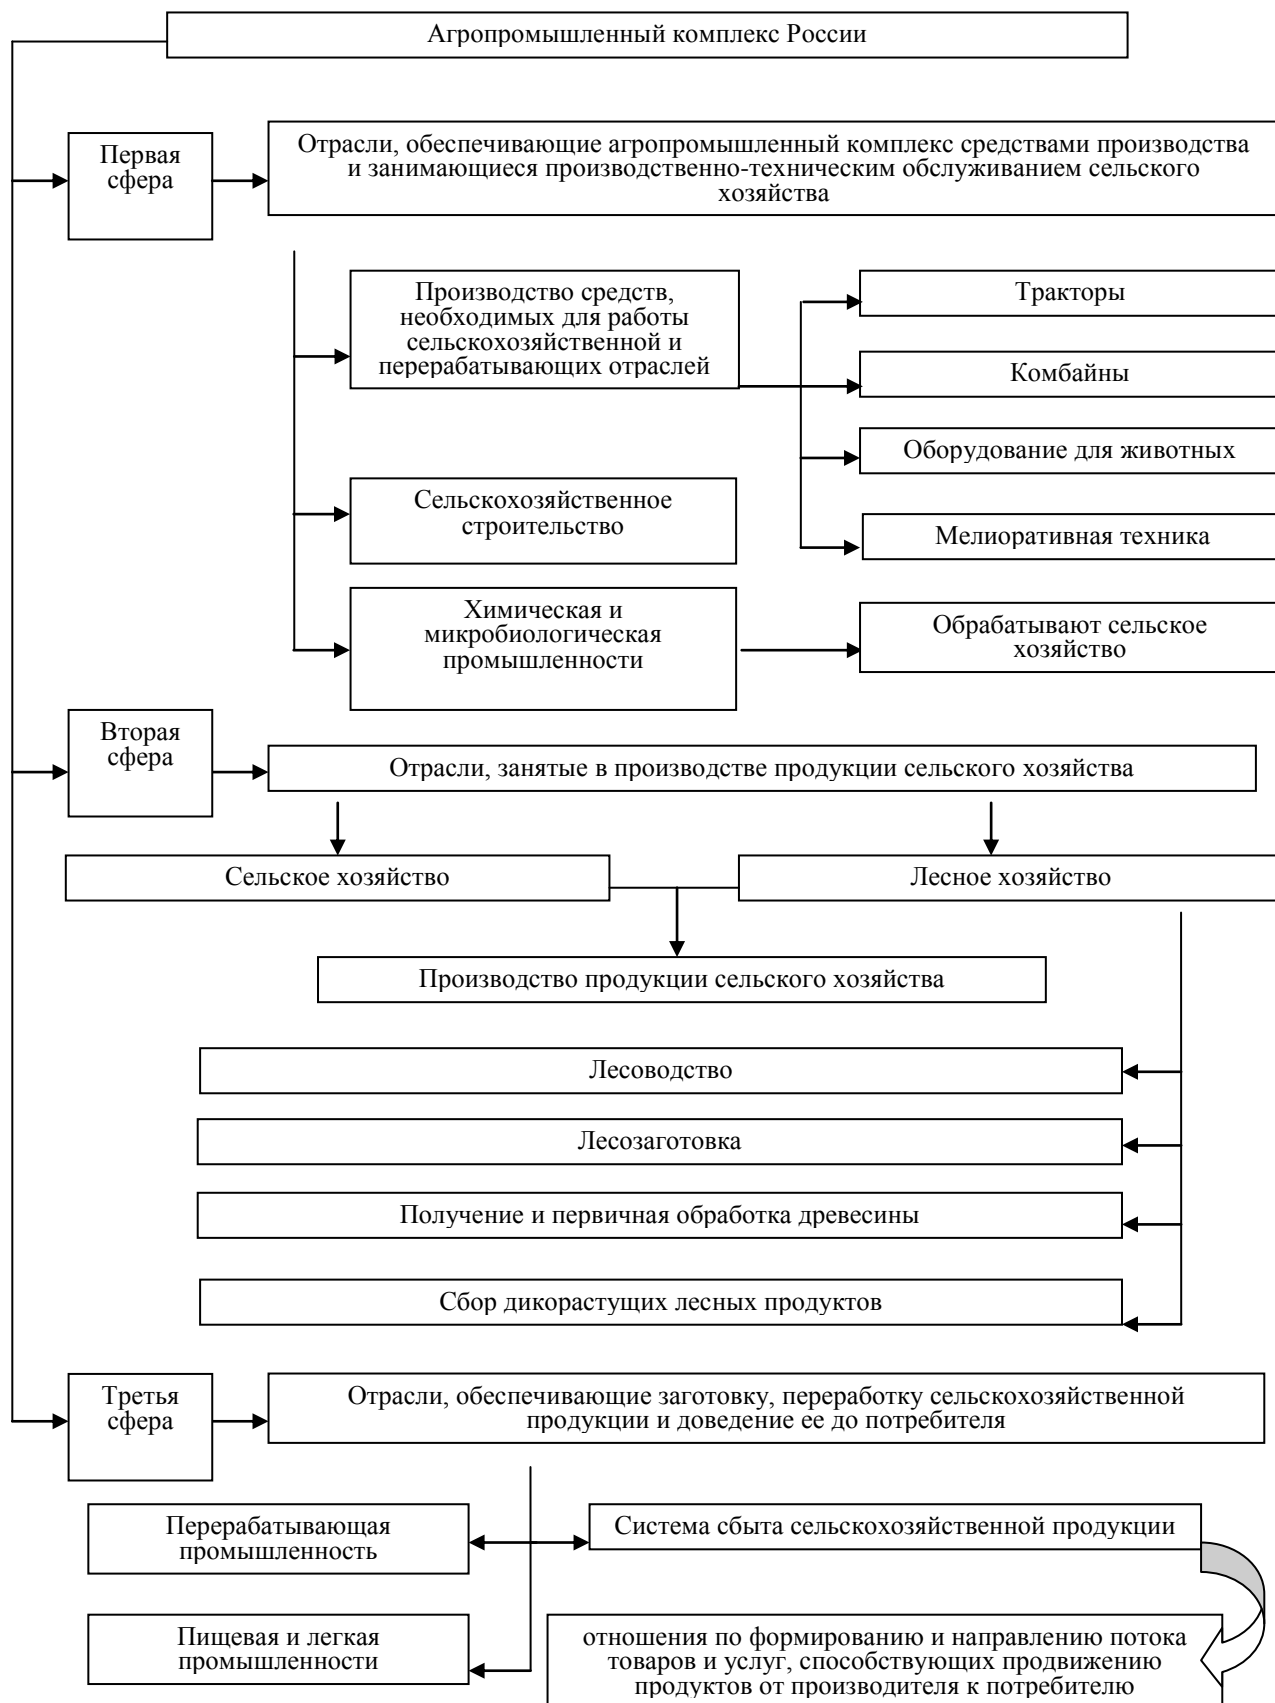 Агропромышленный комплекс России
Первая
сфера
Отрасли, обеспечивающие агропромышленный комплекс средствами производства
и занимающиеся производственно-техническим обслуживанием сельского
хозяйства
Производство средств,
необходимых для работы
сельскохозяйственной и
перерабатывающих отраслей
Тракторы
Комбайны
Оборудование для животных
Мелиоративная техника
Сельскохозяйственное
строительство
Химическая и
микробиологическая
промышленности
Обрабатывают сельское
хозяйство
Вторая
сфера
Отрасли, занятые в производстве продукции сельского хозяйства
Сельское хозяйство
Лесное хозяйство
Производство продукции сельского хозяйства
Лесоводство
Лесозаготовка
Получение и первичная обработка древесины
Сбор дикорастущих лесных продуктов
Третья
сфера
Отрасли, обеспечивающие заготовку, переработку сельскохозяйственной
продукции и доведение ее до потребителя
Перерабатывающая
промышленность
Система сбыта сельскохозяйственной продукции
Пищевая и легкая
промышленности
отношения по формированию и направлению потока
товаров и услуг, способствующих продвижению
продуктов от производителя к потребителю